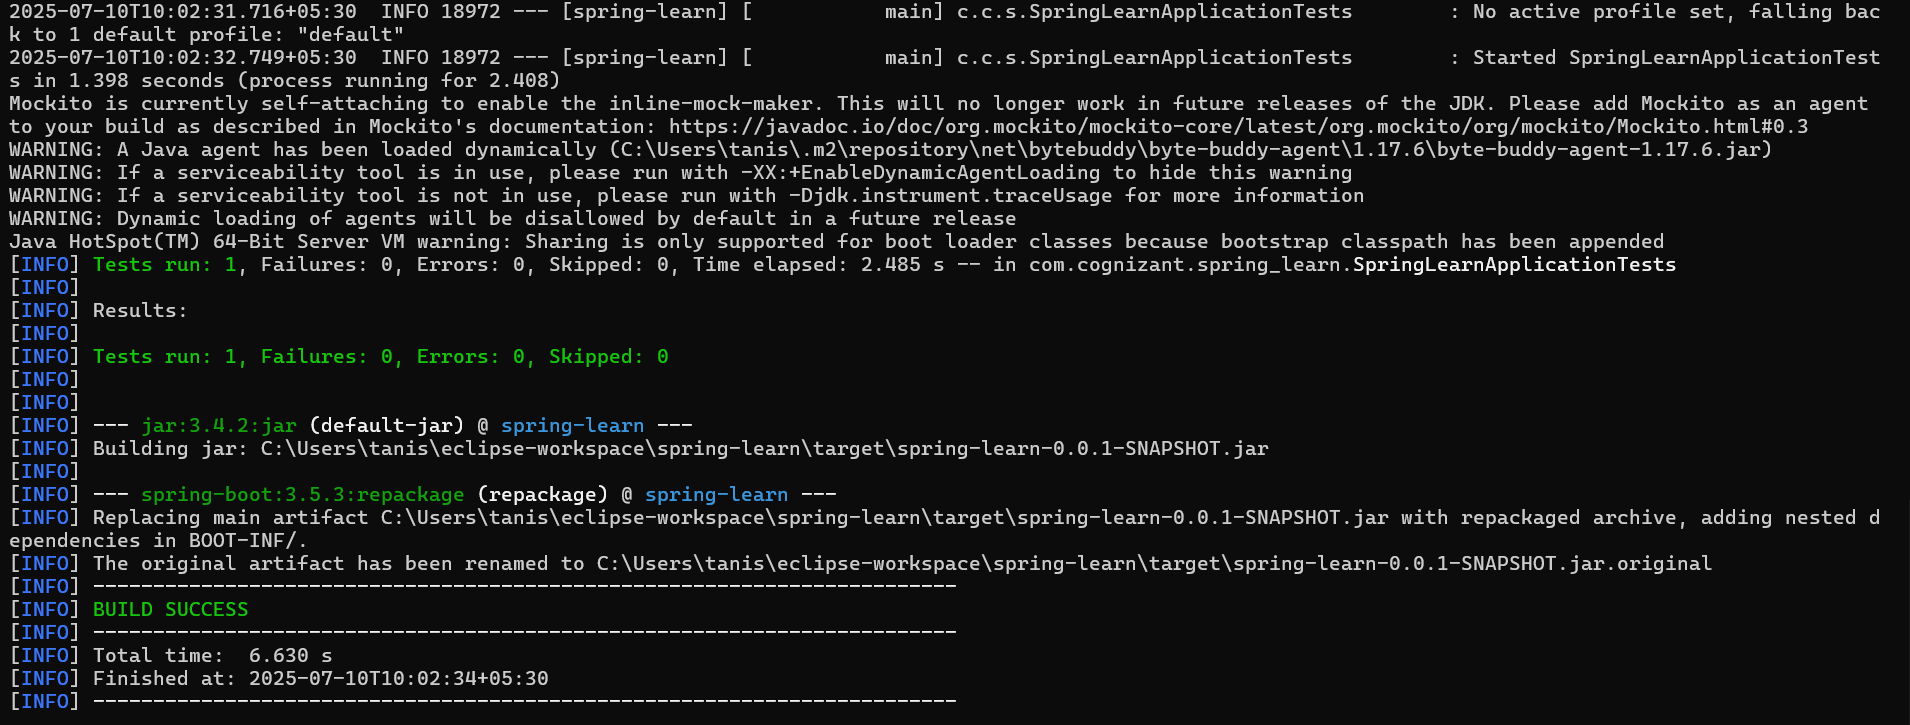 2025-07-10T10:02:31.716+05:30  INFO 18972 --- [spring-learn] [           main] c.c.s.SpringLearnApplicationTests        : No active profile set, falling bac
k to 1 default profile: "default"
2025-07-10T10:02:32.749+05:30  INFO 18972 --- [spring-learn] [           main] c.c.s.SpringLearnApplicationTests        : Started SpringLearnApplicationTest
s in 1.398 seconds (process running for 2.408)
Mockito is currently self-attaching to enable the inline-mock-maker. This will no longer work in future releases of the JDK. Please add Mockito as an agent
to your build as described in Mockito's documentation: https://javadoc.io/doc/org.mockito/mockito-core/latest/org.mockito/org/mockito/Mockito.html#0.3
WARNING: A Java agent has been loaded dynamically (C:\Users\tanis\.m2\repository\net\bytebuddy\byte-buddy-agent\1.17.6\byte-buddy-agent-1.17.6.jar)
WARNING: If a serviceability tool is in use, please run with -XX:+EnableDynamicAgentLoading to hide this warning
WARNING: If a serviceability tool is not in use, please run with -Djdk.instrument.traceUsage for more information
WARNING: Dynamic loading of agents will be disallowed by default in a future release
Java HotSpot(TM) 64-Bit Server VM warning: Sharing is only supported for boot loader classes because bootstrap classpath has been appended
[INFO] Tests run: 1, Failures: 0, Errors: 0, Skipped: 0, Time elapsed: 2.485 s -- in com.cognizant.spring_learn.SpringLearnApplicationTests
[INFO]
[INFO] Results:
[INFO]
[INFO] Tests run: 1, Failures: 0, Errors: 0, Skipped: 0
[INFO]
[INFO]
[INFO] --- jar:3.4.2:jar (default-jar) @ spring-learn ---
[INFO] Building jar: C:\Users\tanis\eclipse-workspace\spring-learn\target\spring-learn-0.0.1-SNAPSHOT.jar
[INFO]
[INFO] --- spring-boot:3.5.3:repackage (repackage) @ spring-learn ---
[INFO] Replacing main artifact C:\Users\tanis\eclipse-workspace\spring-learn\target\spring-learn-0.0.1-SNAPSHOT.jar with repackaged archive, adding nested d
ependencies in BOOT-INF/.
[INFO] The original artifact has been renamed to C:\Users\tanis\eclipse-workspace\spring-learn\target\spring-learn-0.0.1-SNAPSHOT.jar.original
[INFO] ------------------------------------------------------------------------
[INFO] BUILD SUCCESS
[INFO] ------------------------------------------------------------------------
[INFO] Total time:  6.630 s
[INFO] Finished at: 2025-07-10T10:02:34+05:30
[INFO] ------------------------------------------------------------------------